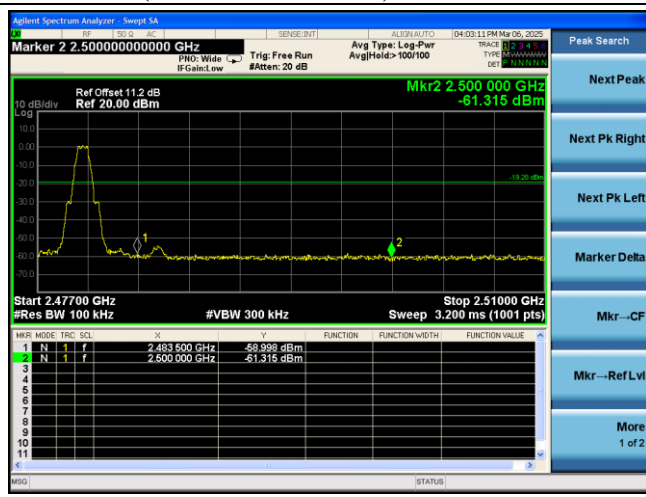 Agilent Spectrum Analyzer - Swept SA
RF 50 Ω AC SENSE:INT ALIGN AUTO 04:03:11 PM Mar 06, 2025
Marker 2 2.500000000000 GHz
PNO: Wide
IFGain:Low
Trig: Free Run
#Atten: 20 dB
Avg Type: Log-Pwr
Avg|Hold:>100/100
TRACE 1 2 3 4 5 6
TYPE MWWWWW
DET P N N N N N
Peak Search
Next Peak
Next Pk Right
Next Pk Left
Marker Delta
Mkr→CF
Mkr→Ref Lvl
More
1 of 2
Ref Offset 11.2 dB
10 dB/div Ref 20.00 dBm
Log
Mkr2 2.500 000 GHz
-61.315 dBm
10.0
0.00
-10.0
-20.0
-30.0
-40.0
-50.0
-60.0
-70.0
-19.20 dBm
1
2
Start 2.47700 GHz Stop 2.51000 GHz
#Res BW 100 kHz #VBW 300 kHz Sweep 3.200 ms (1001 pts)
MKR MODE TRC SCL X Y FUNCTION FUNCTION WIDTH FUNCTION VALUE
1 N 1 f 2.483 500 GHz -58.998 dBm
2 N 1 f 2.500 000 GHz -61.315 dBm
3
4
5
6
7
8
9
10
11
MSG STATUS